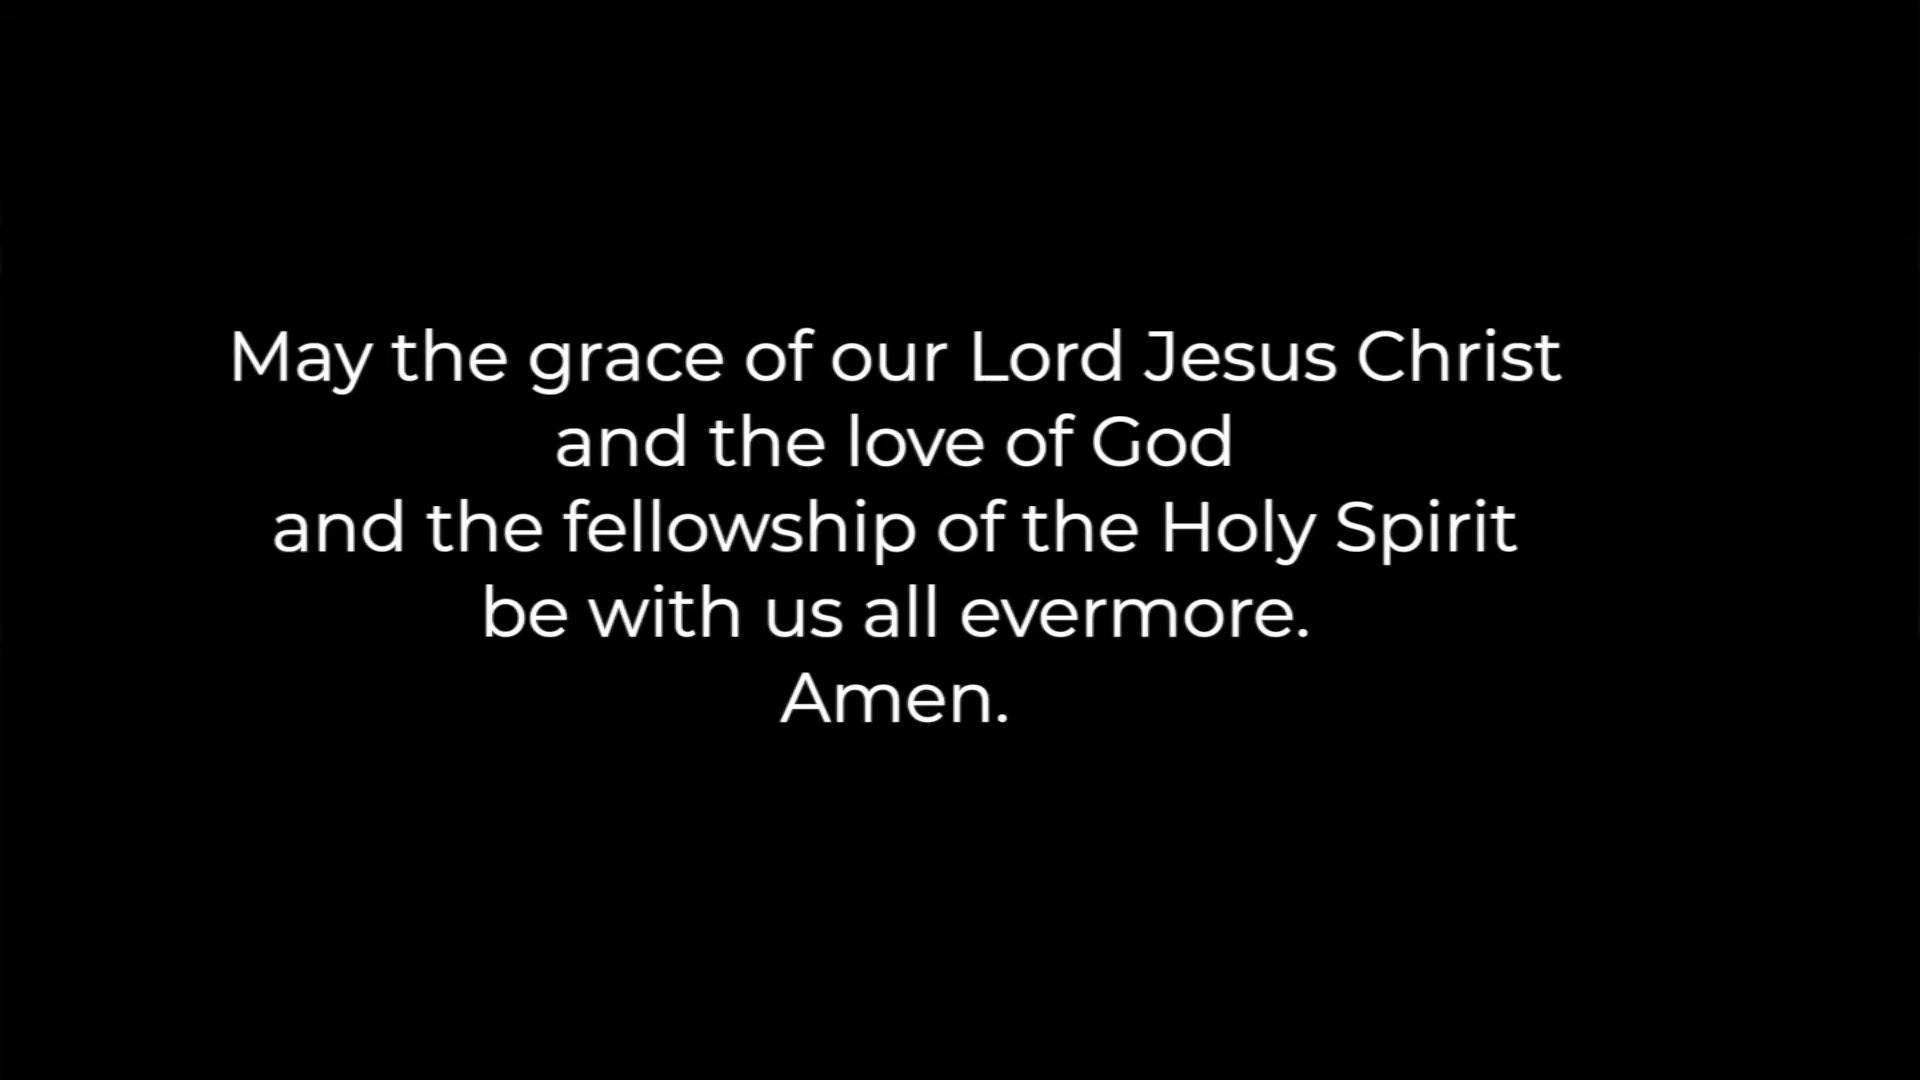 May the grace of our Lord Jesus Christ
and the love of God
and the fellowship of the Holy Spirit
be with us all evermore.
Amen.